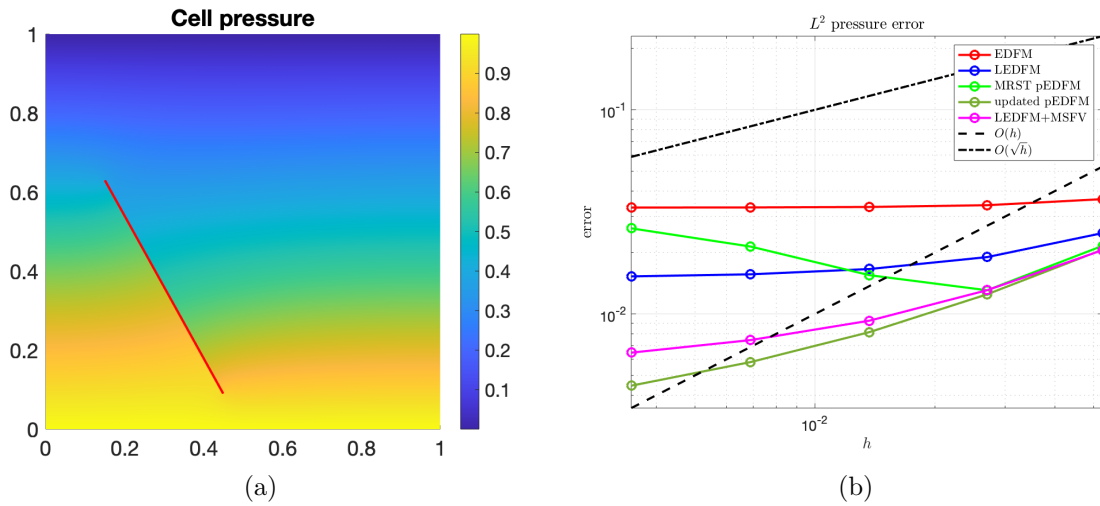 Cell pressure
1
0.8
0.6
0.4
0.2
0
0
0.2
0.4
0.6
0.8
1
0.9
0.8
0.7
0.6
0.5
0.4
0.3
0.2
0.1
(a)
L² pressure error
EDFM
LEDFM
MRST pEDFM
updated pEDFM
LEDFM+MSFV
O(h)
O(√h)
10⁻¹
10⁻²
error
10⁻²
h
(b)